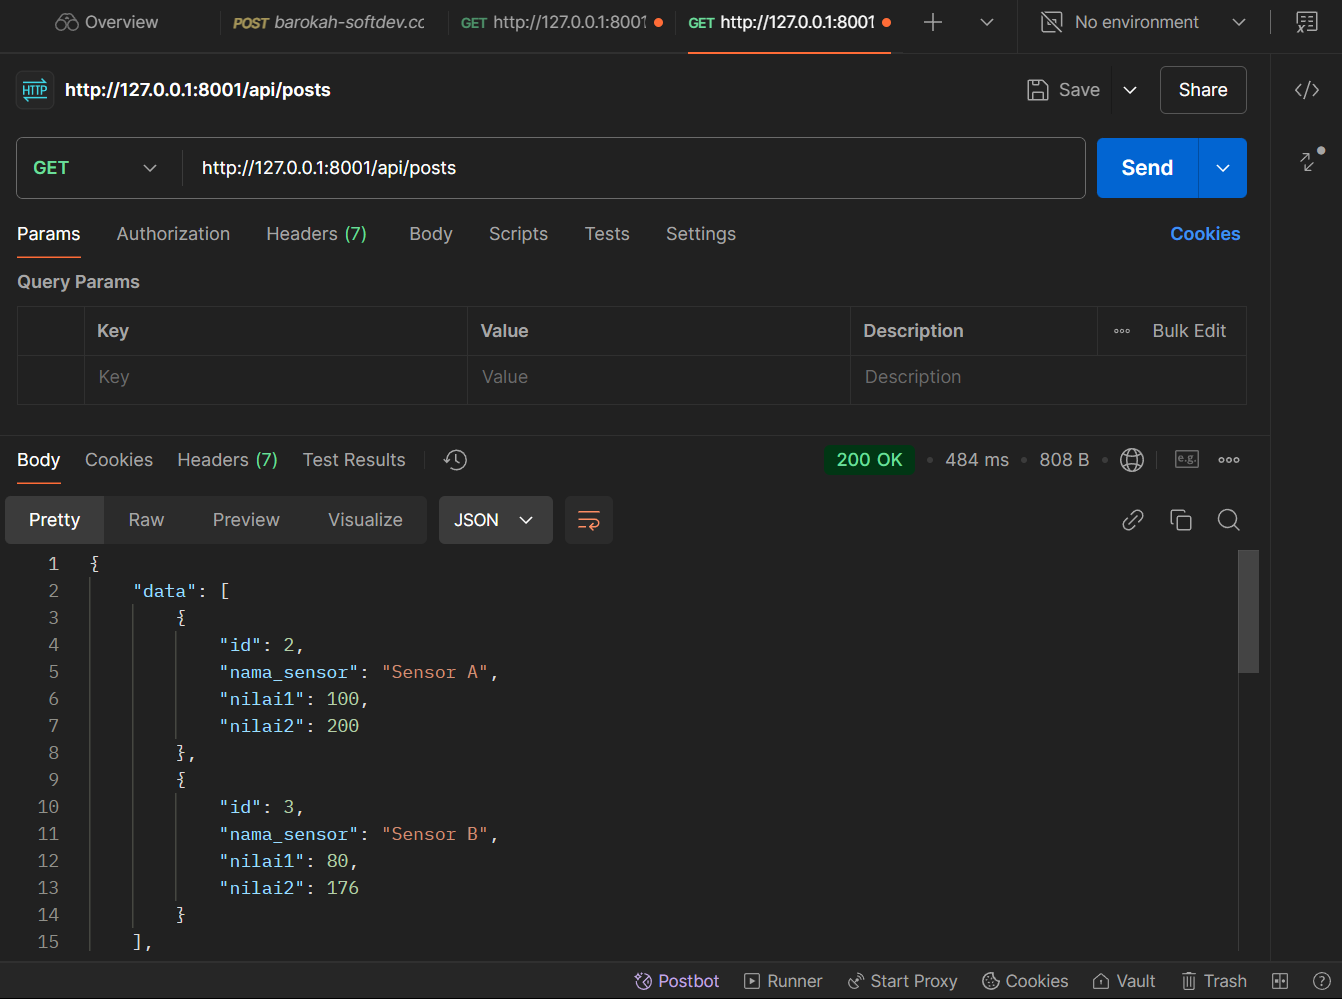 Overview POST barokah-softdev.cc GET http://127.0.0.1:8001 GET http://127.0.0.1:8001 No environment
HTTP http://127.0.0.1:8001/api/posts Save Share
GET http://127.0.0.1:8001/api/posts Send
Params Authorization Headers (7) Body Scripts Tests Settings Cookies
Query Params
Key Value Description Bulk Edit
Key Value Description
Body Cookies Headers (7) Test Results 200 OK 484 ms 808 B e.g.
Pretty Raw Preview Visualize JSON
1 {
2 "data": [
3 {
4 "id": 2,
5 "nama_sensor": "Sensor A",
6 "nilai1": 100,
7 "nilai2": 200
8 },
9 {
10 "id": 3,
11 "nama_sensor": "Sensor B",
12 "nilai1": 80,
13 "nilai2": 176
14 }
15 ],
Postbot Runner Start Proxy Cookies Vault Trash